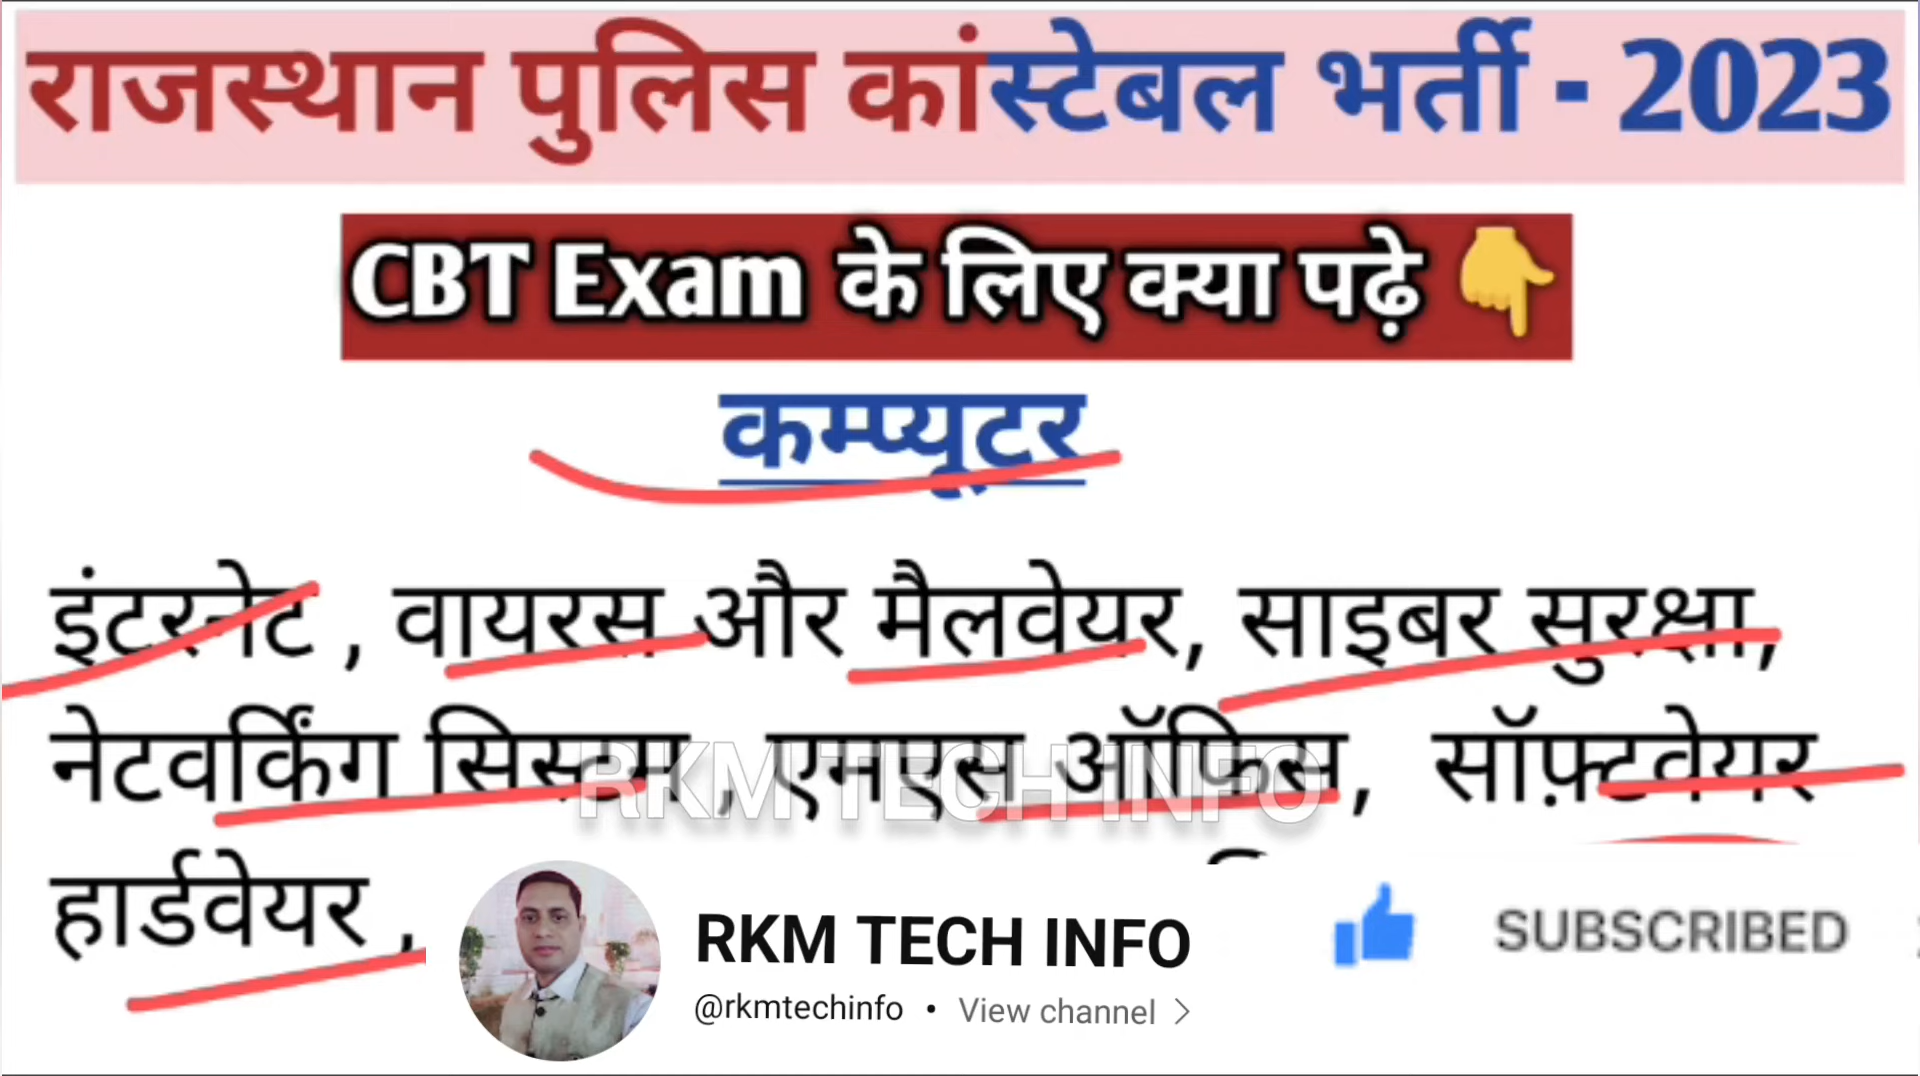 राजस्थान पुलिस कांस्टेबल भर्ती - 2023
CBT Exam के लिए क्या पढ़े
कम्प्यूटर
इंटरनेट , वायरस और मैलवेयर, साइबर सुरक्षा,
नेटवर्किंग सिस्टम , एमएस ऑफिस, सॉफ़्टवेयर
RKM TECH INFO
हार्डवेयर ,
RKM TECH INFO
SUBSCRIBED
@rkmtechinfo • View channel >